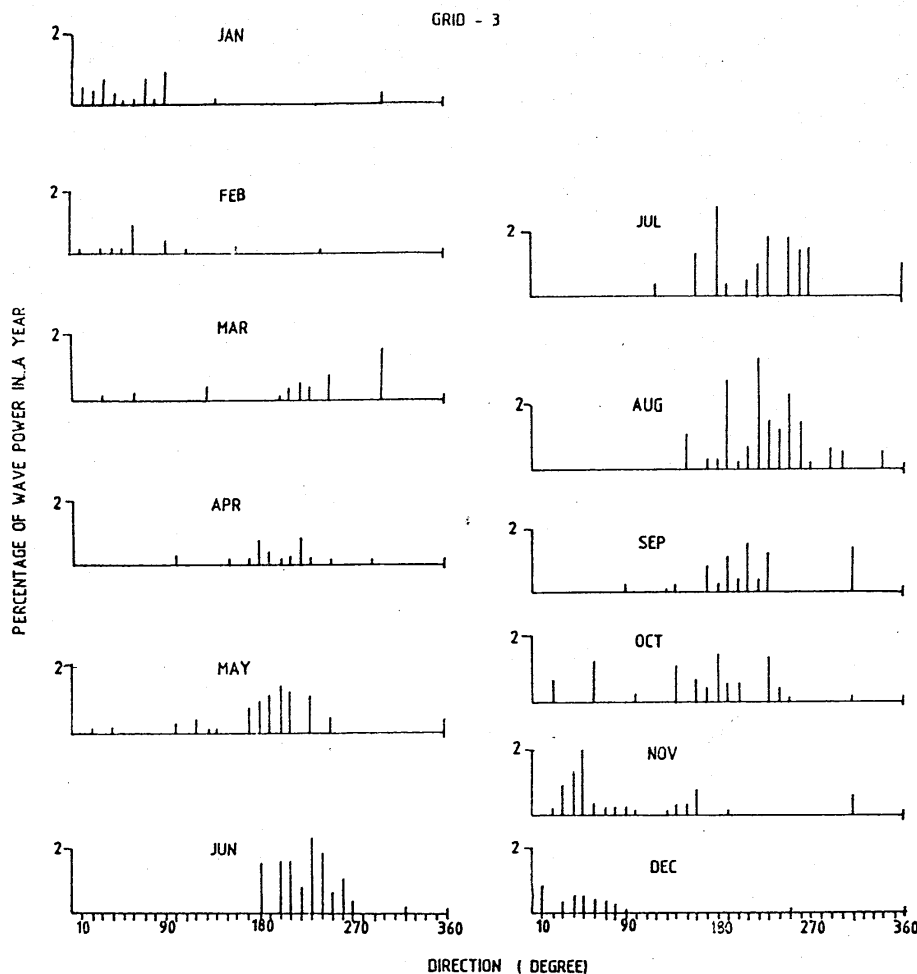 GRID - 3
PERCENTAGE OF WAVE POWER IN A YEAR
2
JAN
2
FEB
2
MAR
2
APR
2
MAY
2
JUN
10 90 180 270 360
2
JUL
2
AUG
2
SEP
2
OCT
2
NOV
2
DEC
10 90 180 270 360
DIRECTION ( DEGREE)